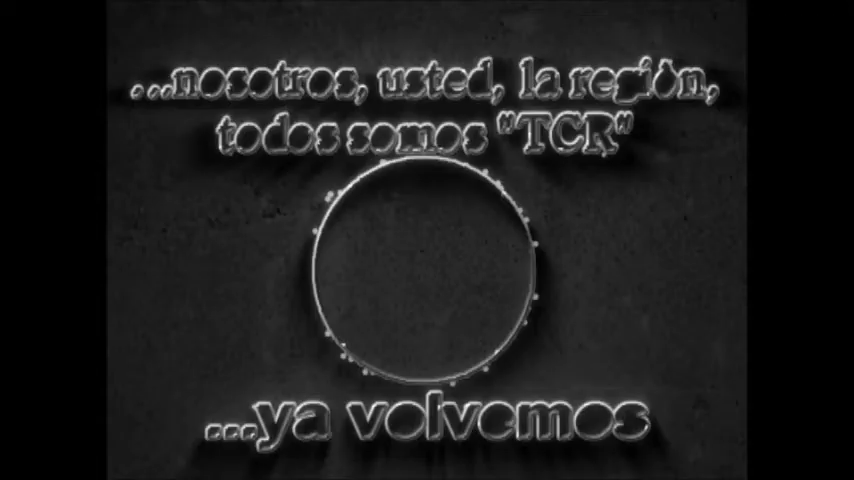 ...nosotros, usted, la región,
todos somos "TCR"
...ya volvemos